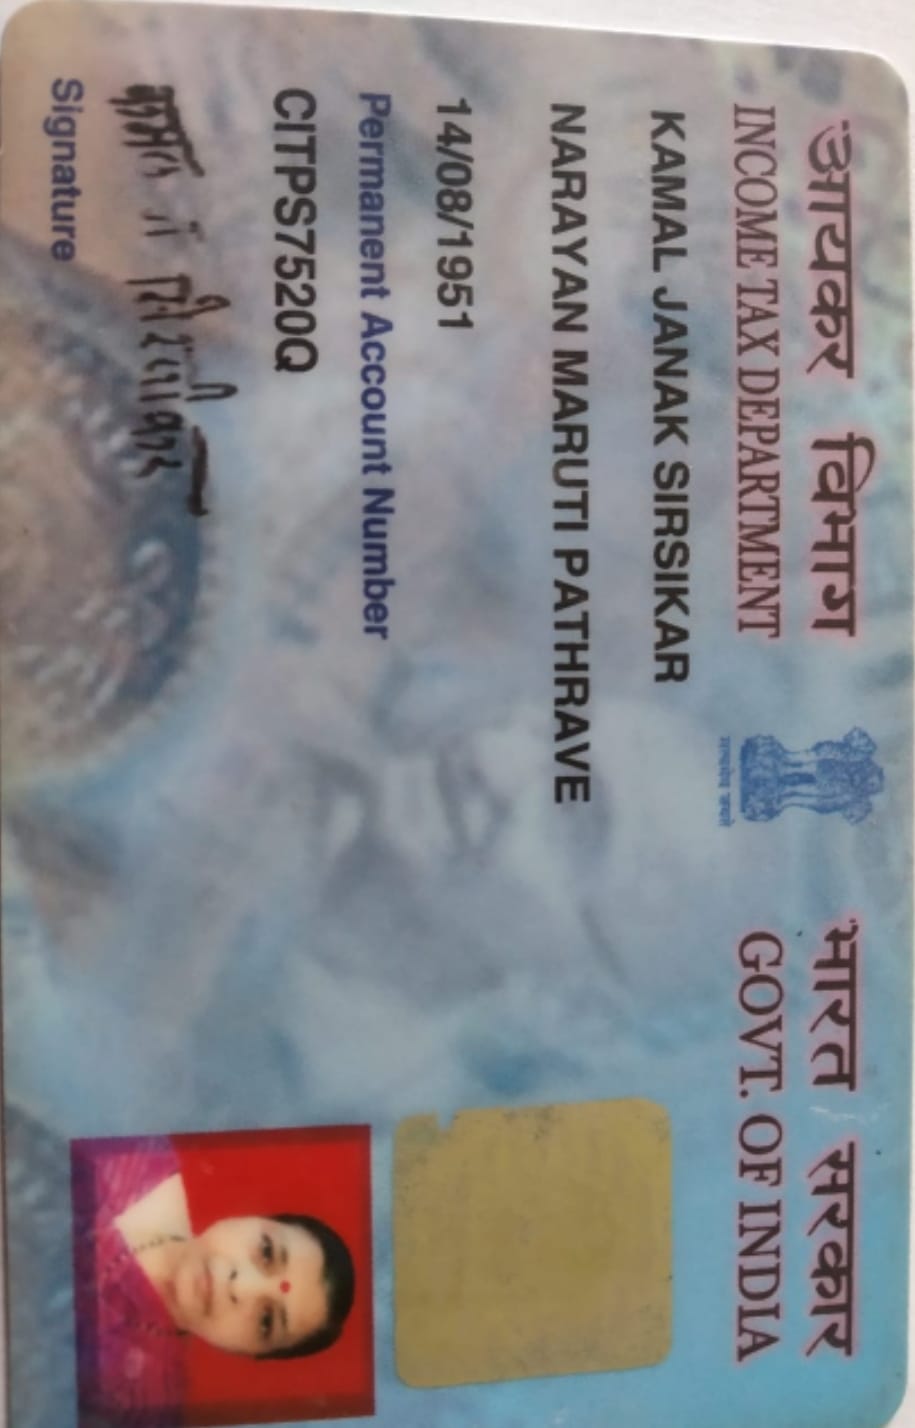 आयकर विभाग भारत सरकार
INCOME TAX DEPARTMENT GOVT. OF INDIA
सत्यमेव जयते
KAMAL JANAK SIRSIKAR
NARAYAN MARUTI PATHRAVE
14/08/1951
Permanent Account Number
CITPS7520Q
कमल ज सिरसीकर
Signature